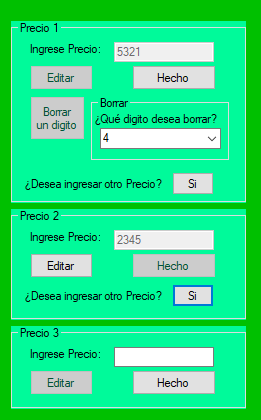 Precio 1
Ingrese Precio: 5321
Editar Hecho
Borrar
un digito
Borrar
¿Qué digito desea borrar?
4
¿Desea ingresar otro Precio? Si
Precio 2
Ingrese Precio: 2345
Editar Hecho
¿Desea ingresar otro Precio? Si
Precio 3
Ingrese Precio:
Editar Hecho